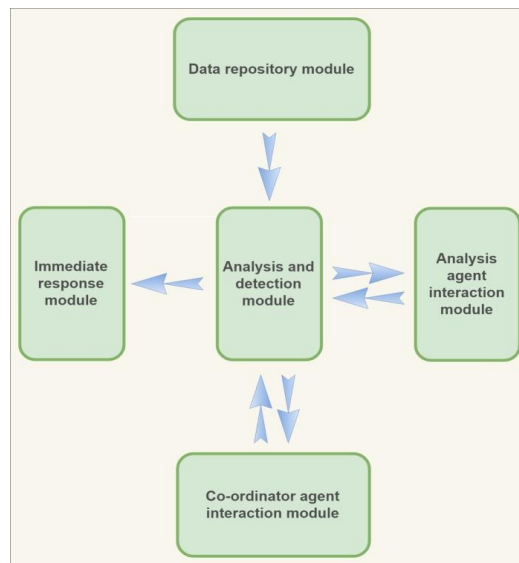 Data repository module
Immediate
response
module
Analysis and
detection
module
Analysis
agent
interaction
module
Co-ordinator agent
interaction module